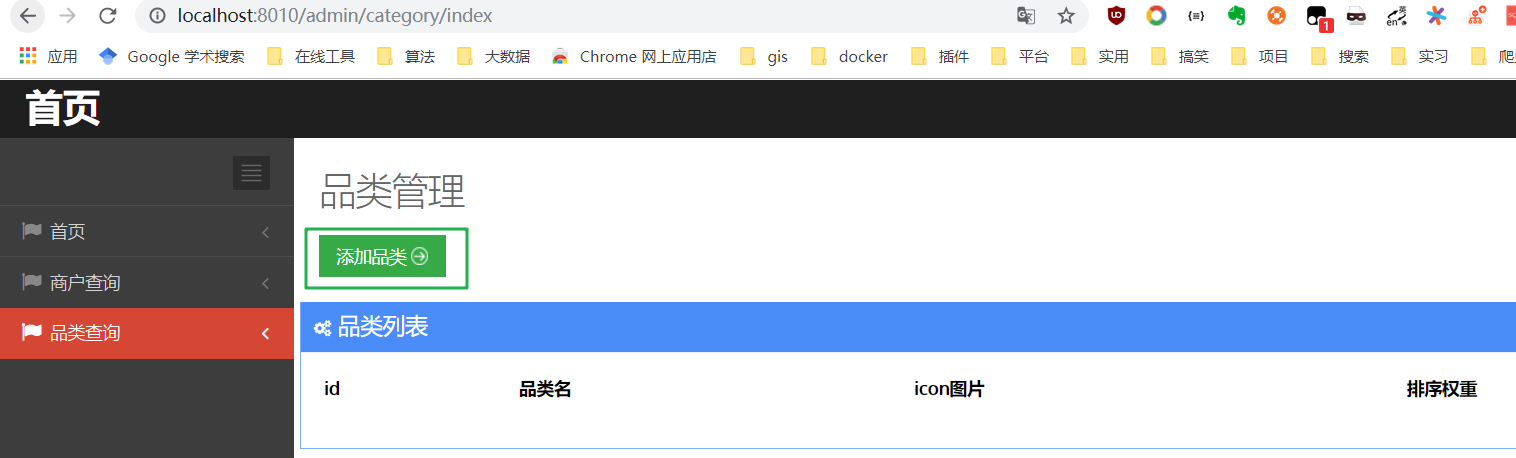 localhost:8010/admin/category/index
应用 Google 学术搜索 在线工具 算法 大数据 Chrome 网上应用店 gis docker 插件 平台 实用 搞笑 项目 搜索 实习
首页
首页
商户查询
品类查询
品类管理
添加品类
品类列表
id 品类名 icon图片 排序权重